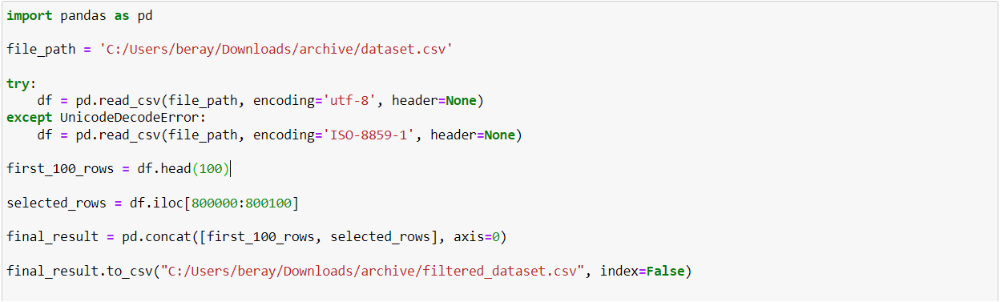 import pandas as pd
file_path = 'C:/Users/beray/Downloads/archive/dataset.csv'
try:
    df = pd.read_csv(file_path, encoding='utf-8', header=None)
except UnicodeDecodeError:
    df = pd.read_csv(file_path, encoding='ISO-8859-1', header=None)
first_100_rows = df.head(100)
selected_rows = df.iloc[800000:800100]
final_result = pd.concat([first_100_rows, selected_rows], axis=0)
final_result.to_csv("C:/Users/beray/Downloads/archive/filtered_dataset.csv", index=False)